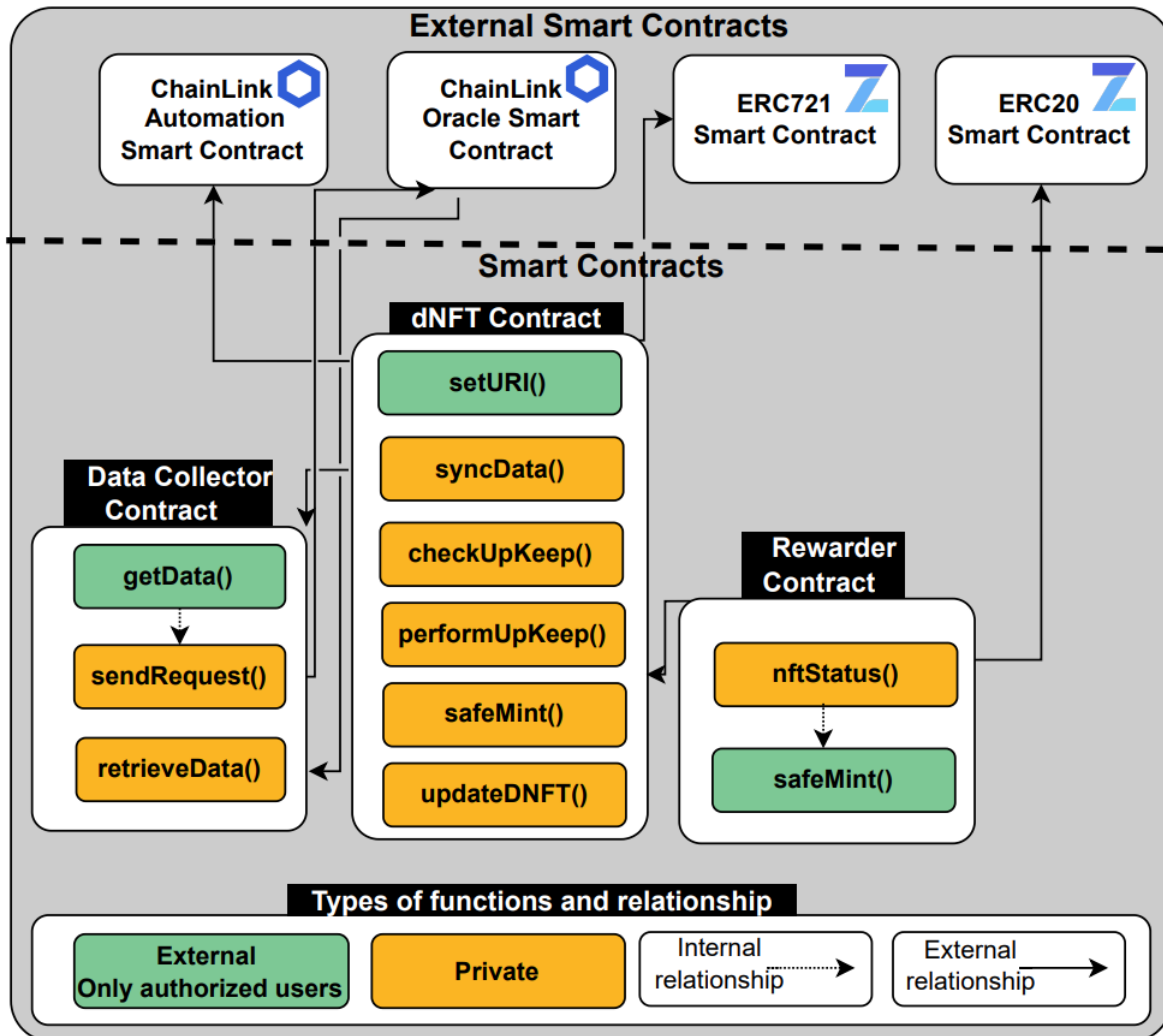 External Smart Contracts
ChainLink
Automation
Smart Contract
ChainLink
Oracle Smart
Contract
ERC721
Smart Contract
ERC20
Smart Contract
Smart Contracts
dNFT Contract
setURI()
syncData()
checkUpKeep()
performUpKeep()
safeMint()
updateDNFT()
Data Collector
Contract
getData()
sendRequest()
retrieveData()
Rewarder
Contract
nftStatus()
safeMint()
Types of functions and relationship
External
Only authorized users
Private
Internal
relationship
External
relationship